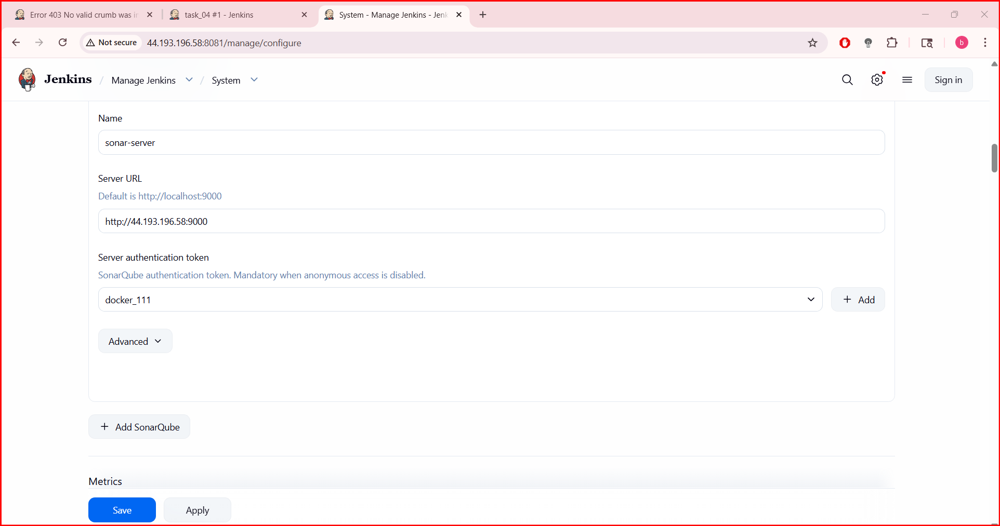 Error 403 No valid crumb was in
task_04 #1 - Jenkins
System - Manage Jenkins - Jenk
Not secure
44.193.196.58:8081/manage/configure
b
Jenkins / Manage Jenkins / System
Sign in
Name
sonar-server
Server URL
Default is http://localhost:9000
http://44.193.196.58:9000
Server authentication token
SonarQube authentication token. Mandatory when anonymous access is disabled.
docker_111
+ Add
Advanced
+ Add SonarQube
Metrics
Save
Apply